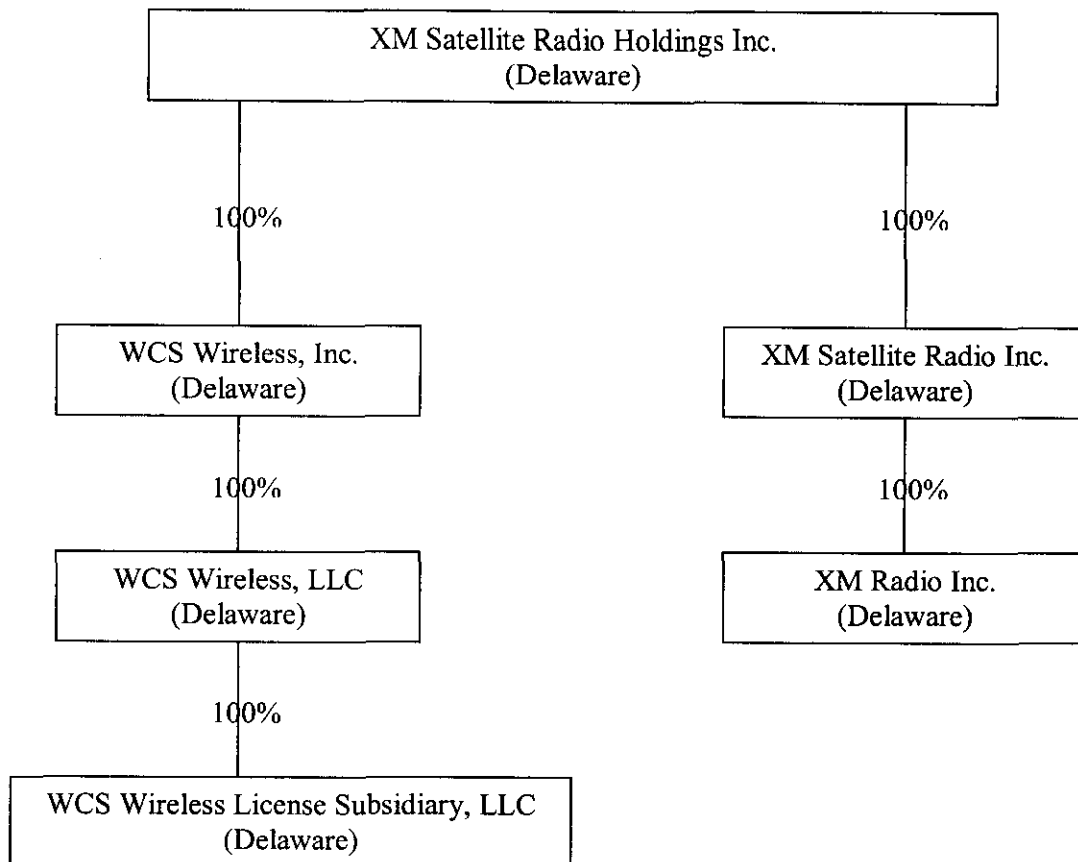 XM Satellite Radio Holdings Inc.
(Delaware)
100%
100%
WCS Wireless, Inc.
(Delaware)
XM Satellite Radio Inc.
(Delaware)
100%
100%
WCS Wireless, LLC
(Delaware)
XM Radio Inc.
(Delaware)
100%
WCS Wireless License Subsidiary, LLC
(Delaware)